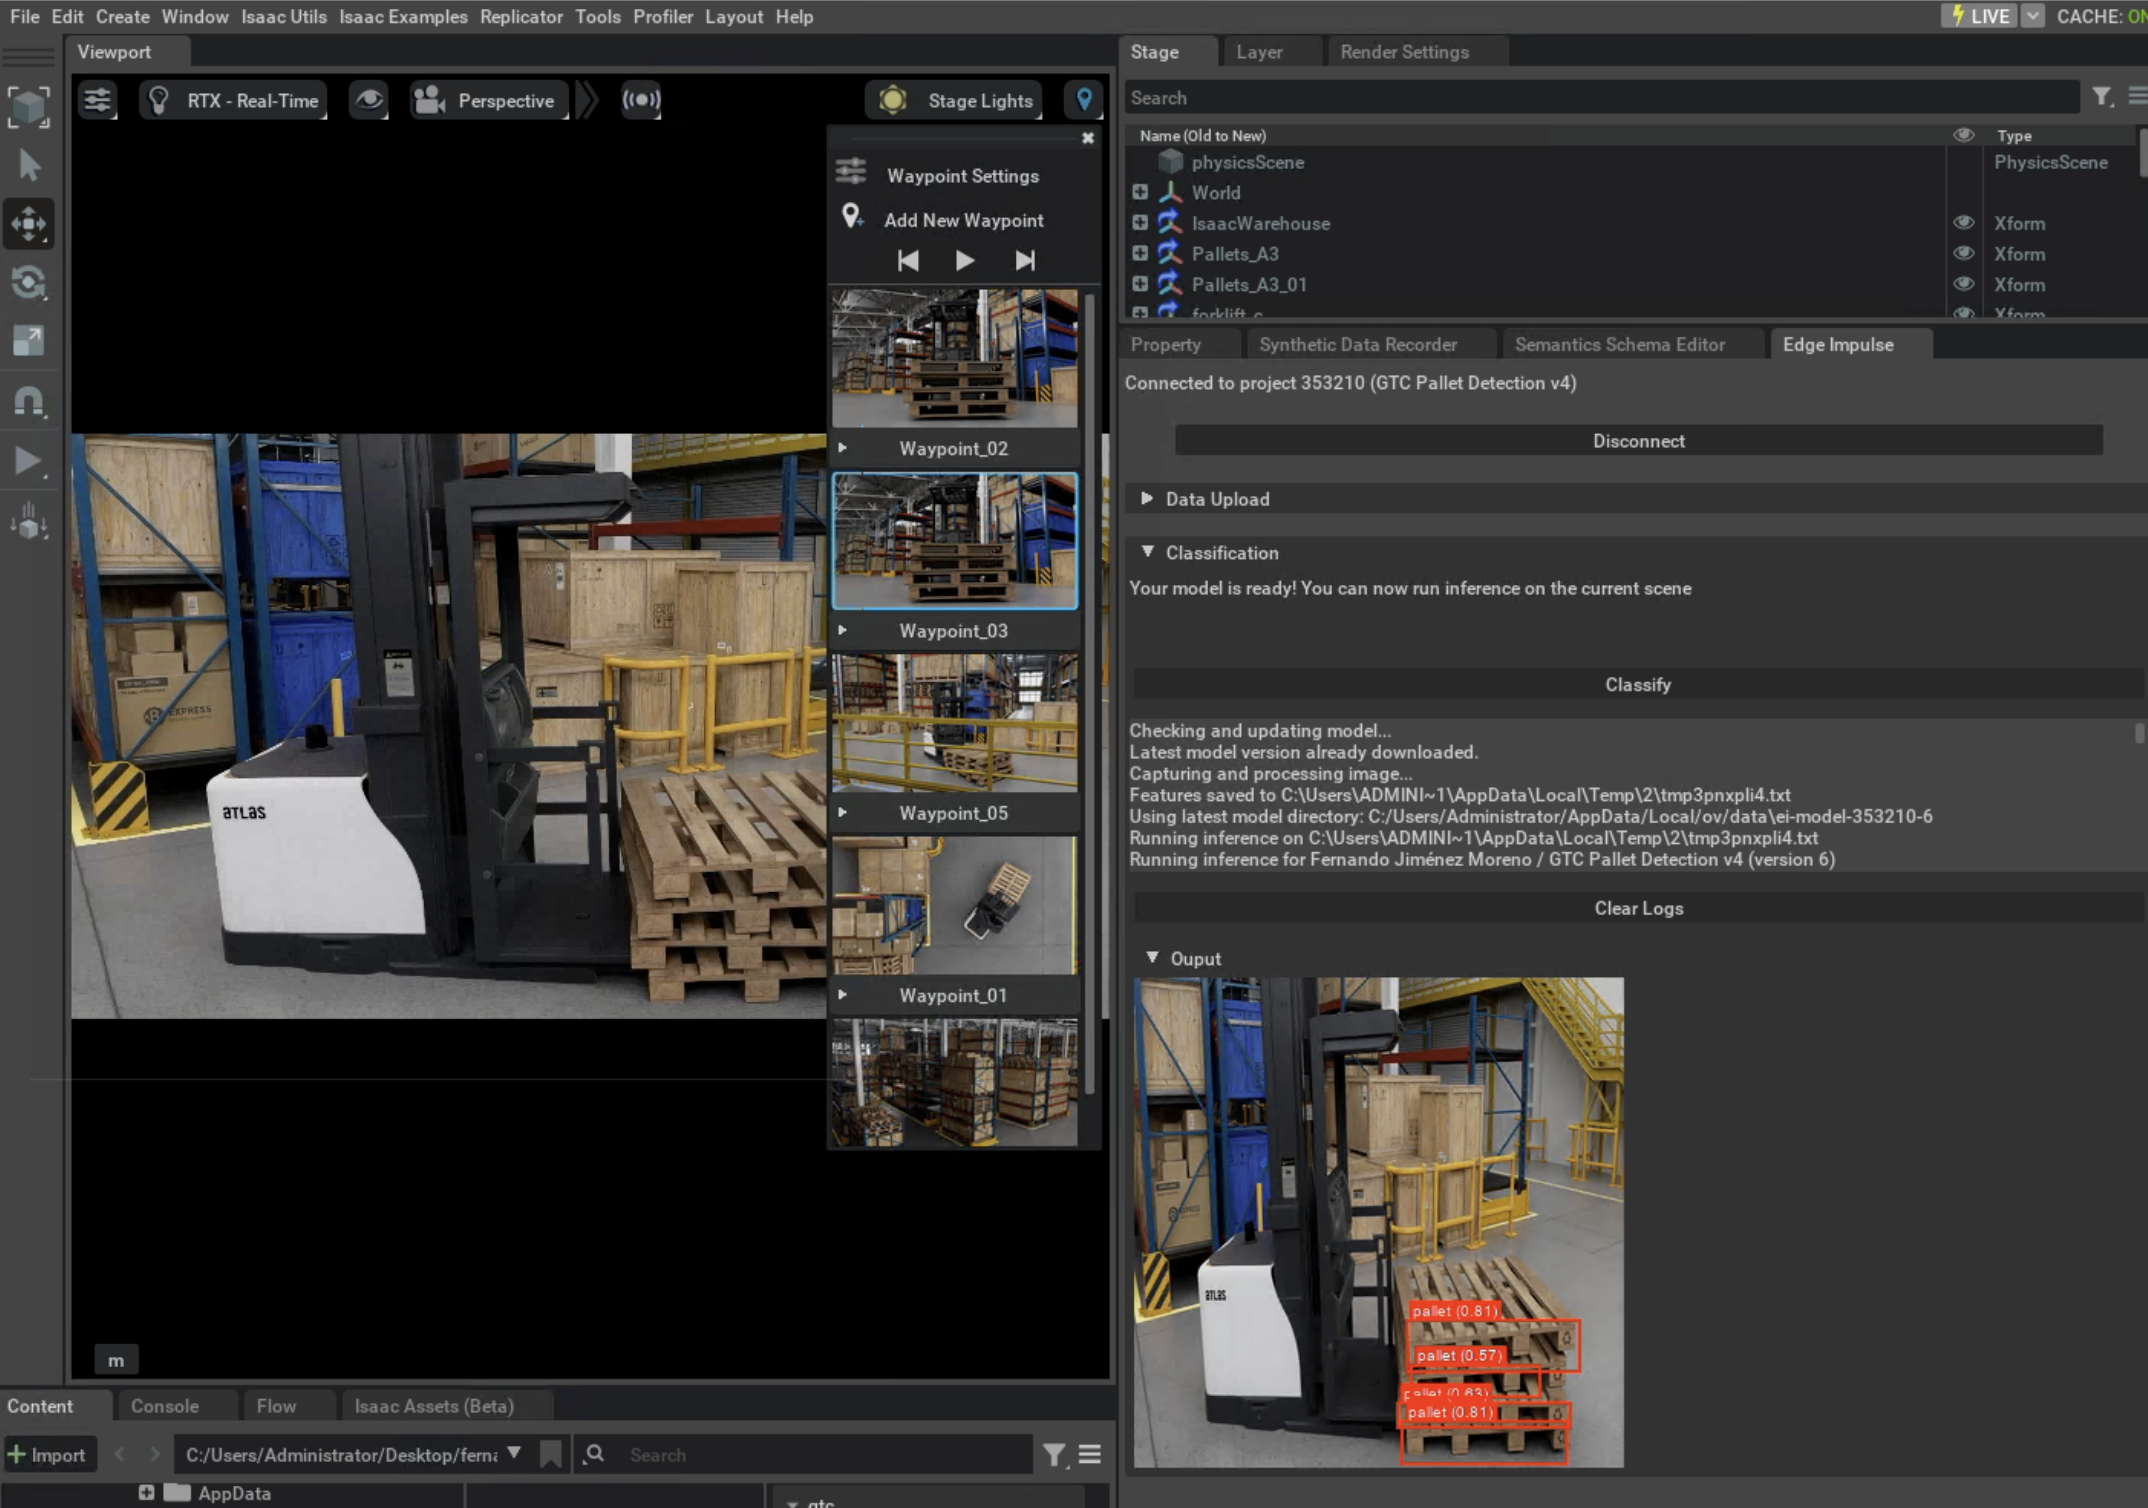 File Edit Create Window Isaac Utils Isaac Examples Replicator Tools Profiler Layout Help
LIVE CACHE: ON
Viewport
RTX - Real-Time
Perspective
Stage Lights
Waypoint Settings
Add New Waypoint
Waypoint_02
Waypoint_03
Waypoint_05
Waypoint_01
EXPRESS
ATLAS
m
Stage Layer Render Settings
Search
Name (Old to New) Type
physicsScene PhysicsScene
World
IsaacWarehouse Xform
Pallets_A3 Xform
Pallets_A3_01 Xform
forklift_c Xform
Property Synthetic Data Recorder Semantics Schema Editor Edge Impulse
Connected to project 353210 (GTC Pallet Detection v4)
Disconnect
Data Upload
Classification
Your model is ready! You can now run inference on the current scene
Classify
Checking and updating model...
Latest model version already downloaded.
Capturing and processing image...
Features saved to C:\Users\ADMINI~1\AppData\Local\Temp\2\tmp3pnxpli4.txt
Using latest model directory: C:/Users/Administrator/AppData/Local/ov/data\ei-model-353210-6
Running inference on C:\Users\ADMINI~1\AppData\Local\Temp\2\tmp3pnxpli4.txt
Running inference for Fernando Jiménez Moreno / GTC Pallet Detection v4 (version 6)
Clear Logs
Ouput
EXPRESS
ATLAS
pallet (0.81)
pallet (0.57)
pallet (0.63)
pallet (0.81)
Content Console Flow Isaac Assets (Beta)
+ Import C:/Users/Administrator/Desktop/ferna Search
AppData
gtc